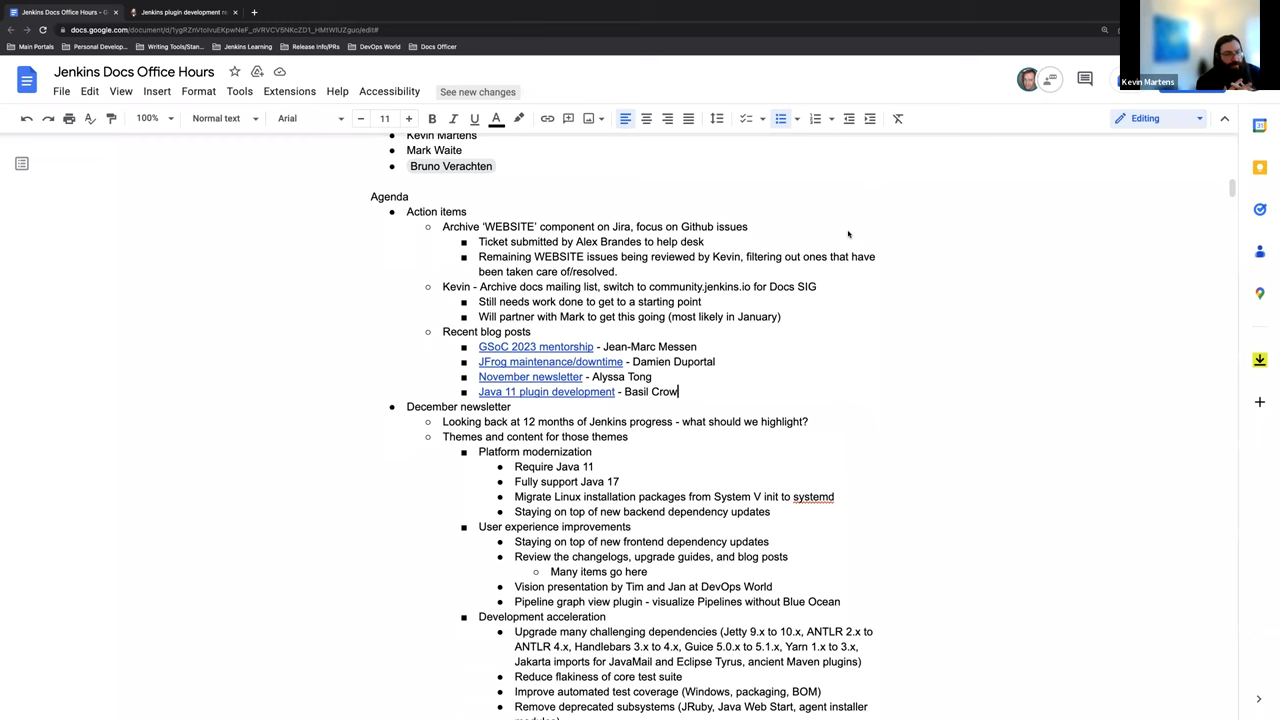 Jenkins Docs Office Hours - G
Jenkins plugin development re
docs.google.com/document/d/1ygRZnVtoIvuEKpwNeF_oVRVCV5NKcZD1_HMtWlUZguo/edit#
Main Portals
Personal Develop...
Writing Tools/Stan...
Jenkins Learning
Release Info/PRs
DevOps World
Docs Officer
Kevin Martens
Jenkins Docs Office Hours
File Edit View Insert Format Tools Extensions Help Accessibility See new changes
100% Normal text Arial 11 Editing
Kevin Martens
Mark Waite
Bruno Verachten
Agenda
Action items
Archive 'WEBSITE' component on Jira, focus on Github issues
Ticket submitted by Alex Brandes to help desk
Remaining WEBSITE issues being reviewed by Kevin, filtering out ones that have
been taken care of/resolved.
Kevin - Archive docs mailing list, switch to community.jenkins.io for Docs SIG
Still needs work done to get to a starting point
Will partner with Mark to get this going (most likely in January)
Recent blog posts
GSoC 2023 mentorship - Jean-Marc Messen
JFrog maintenance/downtime - Damien Duportal
November newsletter - Alyssa Tong
Java 11 plugin development - Basil Crow
December newsletter
Looking back at 12 months of Jenkins progress - what should we highlight?
Themes and content for those themes
Platform modernization
Require Java 11
Fully support Java 17
Migrate Linux installation packages from System V init to systemd
Staying on top of new backend dependency updates
User experience improvements
Staying on top of new frontend dependency updates
Review the changelogs, upgrade guides, and blog posts
Many items go here
Vision presentation by Tim and Jan at DevOps World
Pipeline graph view plugin - visualize Pipelines without Blue Ocean
Development acceleration
Upgrade many challenging dependencies (Jetty 9.x to 10.x, ANTLR 2.x to
ANTLR 4.x, Handlebars 3.x to 4.x, Guice 5.0.x to 5.1.x, Yarn 1.x to 3.x,
Jakarta imports for JavaMail and Eclipse Tyrus, ancient Maven plugins)
Reduce flakiness of core test suite
Improve automated test coverage (Windows, packaging, BOM)
Remove deprecated subsystems (JRuby, Java Web Start, agent installer